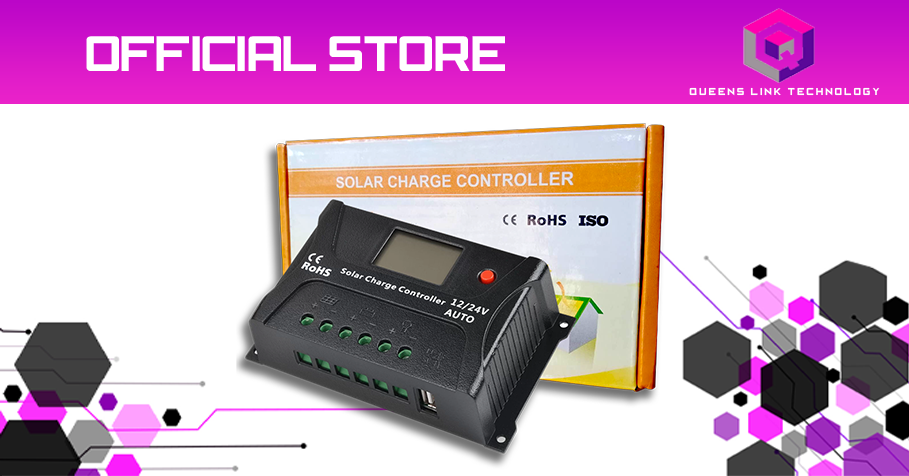 OFFICIAL STORE
QUEENS LINK TECHNOLOGY
SOLAR CHARGE CONTROLLER
CE RoHS ISO
CE
RoHS
Solar Charge Controller
12/24V
AUTO